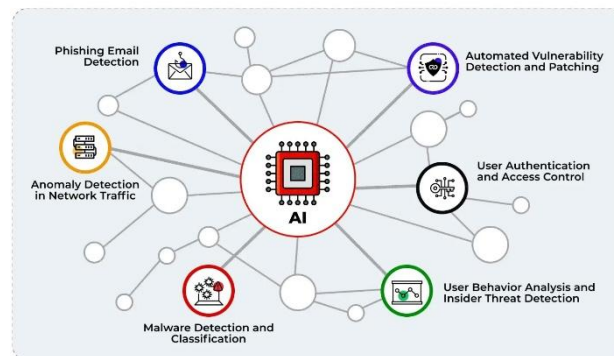 Phishing Email
Detection
Automated Vulnerability
Detection and Patching
Anomaly Detection
in Network Traffic
AI
User Authentication
and Access Control
Malware Detection and
Classification
User Behavior Analysis and
Insider Threat Detection